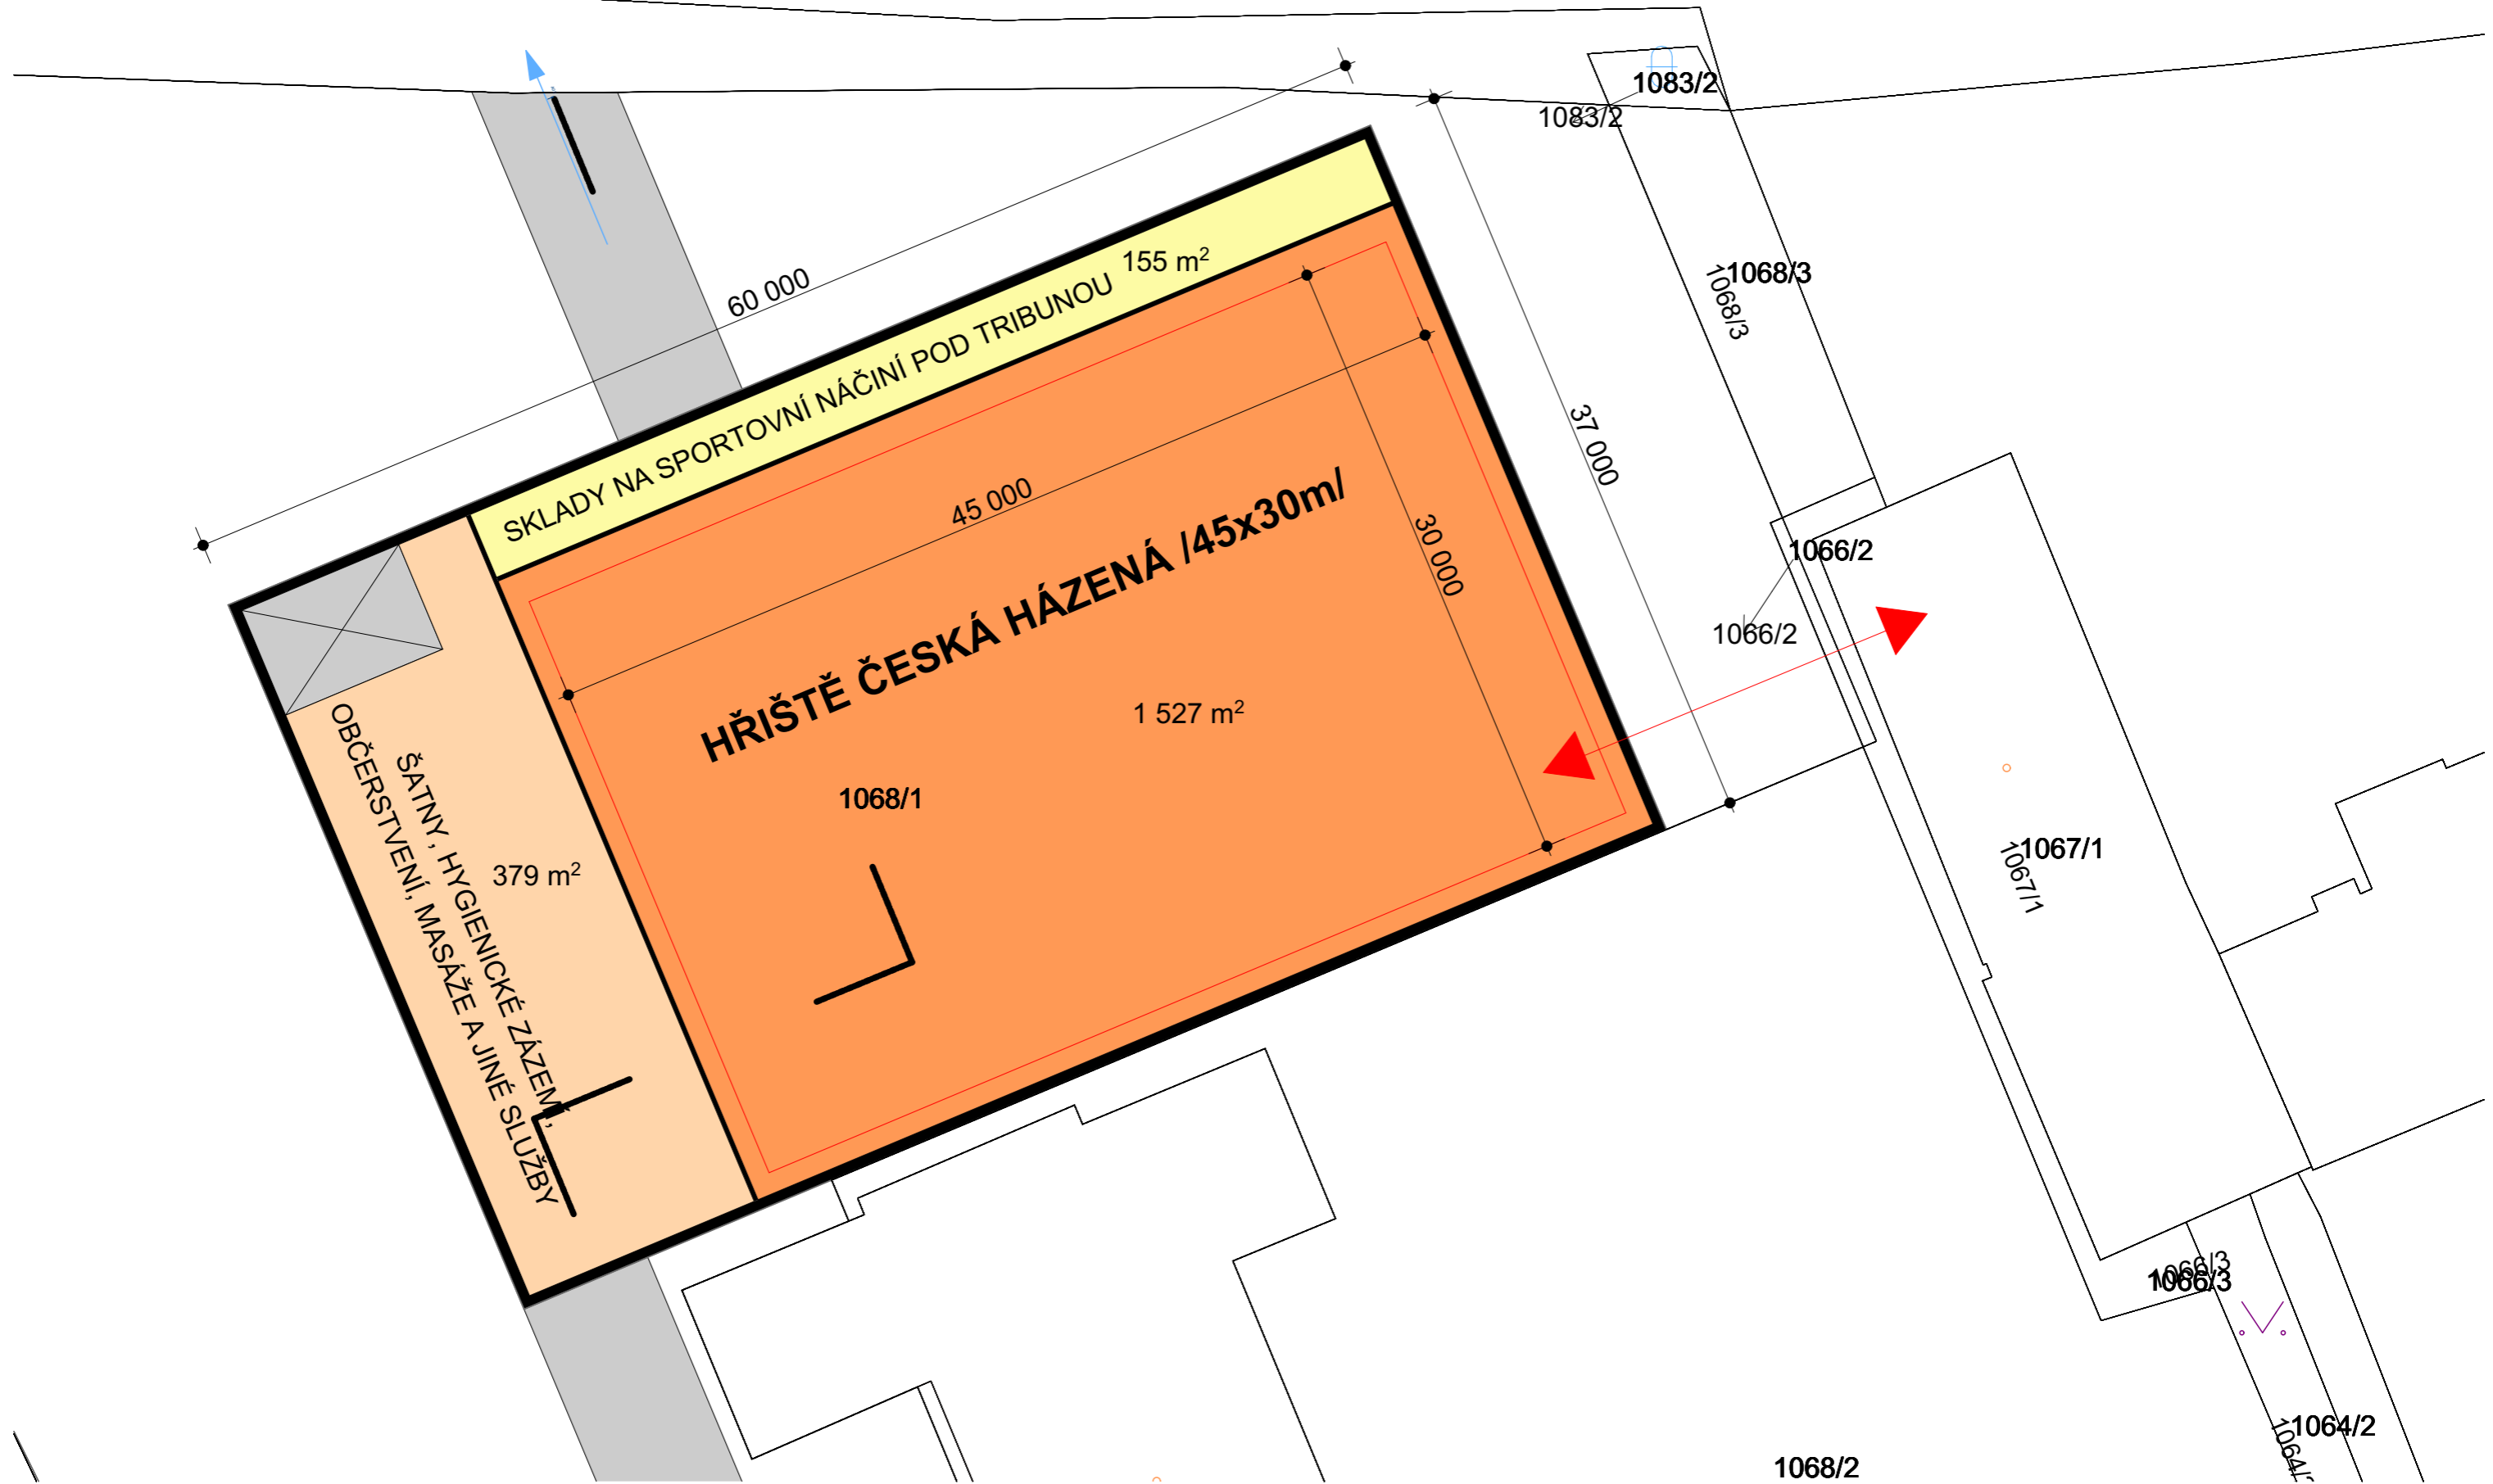 1083/2
1083/2
155 m²
60 000
SKLADY NA SPORTOVNÍ NÁČINÍ POD TRIBUNOU
1068/3
1068/3
37 000
45 000
30 000
HŘIŠTĚ ČESKÁ HÁZENÁ /45x30m/
1066/2
1066/2
1 527 m²
1068/1
ŠATNY , HYGIENICKÉ ZÁZEMÍ ,
OBČERSTVENÍ, MASÁŽE A JINÉ SLUŽBY
379 m²
1067/1
1067/1
1066/3
1066/3
1064/2
1068/2